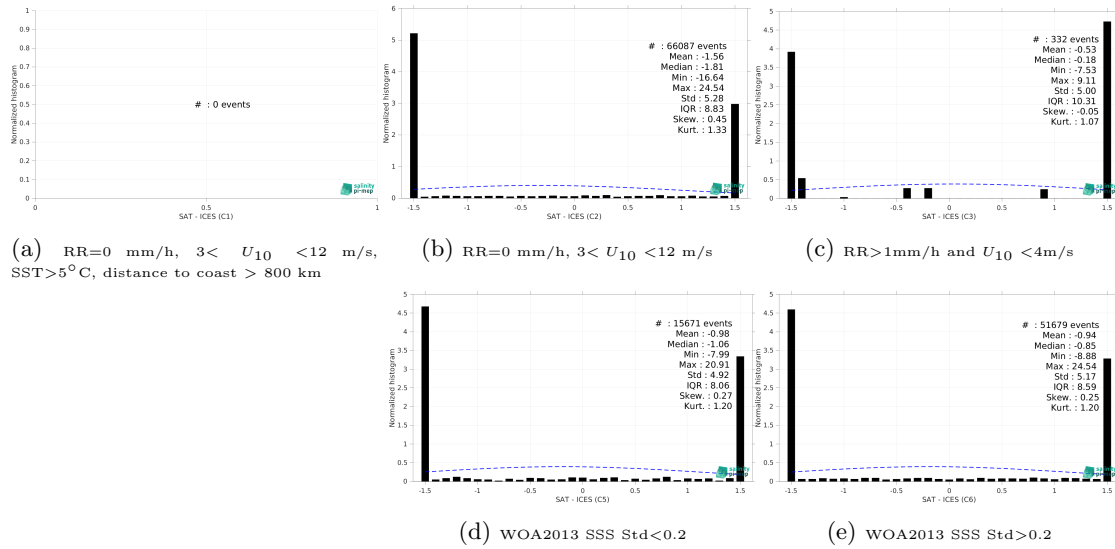 1
0.9
0.8
0.7
0.6
0.5
0.4
0.3
0.2
0.1
0
Normalized histogram
# : 0 events
salinity
pi-mep
0 1
SAT - ICES (C1)
(a) RR=0 mm/h, 3< U10 <12 m/s,
SST>5°C, distance to coast > 800 km
6
5
4
3
2
1
0
Normalized histogram
# : 66087 events
Mean : -1.56
Median : -1.81
Min : -16.64
Max : 24.54
Std : 5.28
IQR : 8.83
Skew. : 0.45
Kurt. : 1.33
salinity
pi-mep
-1.5 -1 -0.5 0 0.5 1 1.5
SAT - ICES (C2)
(b) RR=0 mm/h, 3< U10 <12 m/s
5
4.5
4
3.5
3
2.5
2
1.5
1
0.5
0
Normalized histogram
# : 332 events
Mean : -0.53
Median : -0.18
Min : -7.53
Max : 9.11
Std : 5.00
IQR : 10.31
Skew. : -0.05
Kurt. : 1.07
salinity
pi-mep
-1.5 -1 -0.5 0 0.5 1 1.5
SAT - ICES (C3)
(c) RR>1mm/h and U10 <4m/s
5
4.5
4
3.5
3
2.5
2
1.5
1
0.5
0
Normalized histogram
# : 15671 events
Mean : -0.98
Median : -1.06
Min : -7.99
Max : 20.91
Std : 4.92
IQR : 8.06
Skew. : 0.27
Kurt. : 1.20
salinity
pi-mep
-1.5 -1 -0.5 0 0.5 1 1.5
SAT - ICES (C5)
(d) WOA2013 SSS Std<0.2
5
4.5
4
3.5
3
2.5
2
1.5
1
0.5
0
Normalized histogram
# : 51679 events
Mean : -0.94
Median : -0.85
Min : -8.88
Max : 24.54
Std : 5.17
IQR : 8.59
Skew. : 0.25
Kurt. : 1.20
salinity
pi-mep
-1.5 -1 -0.5 0 0.5 1 1.5
SAT - ICES (C6)
(e) WOA2013 SSS Std>0.2